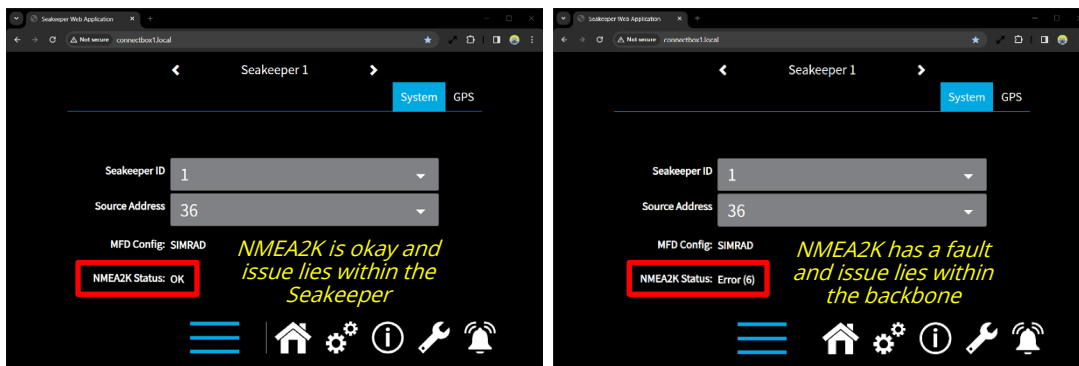 Seakeeper Web Application
Not secure connectbox1.local
Seakeeper 1
System GPS
Seakeeper ID 1
Source Address 36
MFD Config: SIMRAD
NMEA2K Status: OK
NMEA2K is okay and
issue lies within the
Seakeeper
Seakeeper Web Application
Not secure connectbox1.local
Seakeeper 1
System GPS
Seakeeper ID 1
Source Address 36
MFD Config: SIMRAD
NMEA2K Status: Error (6)
NMEA2K has a fault
and issue lies within
the backbone